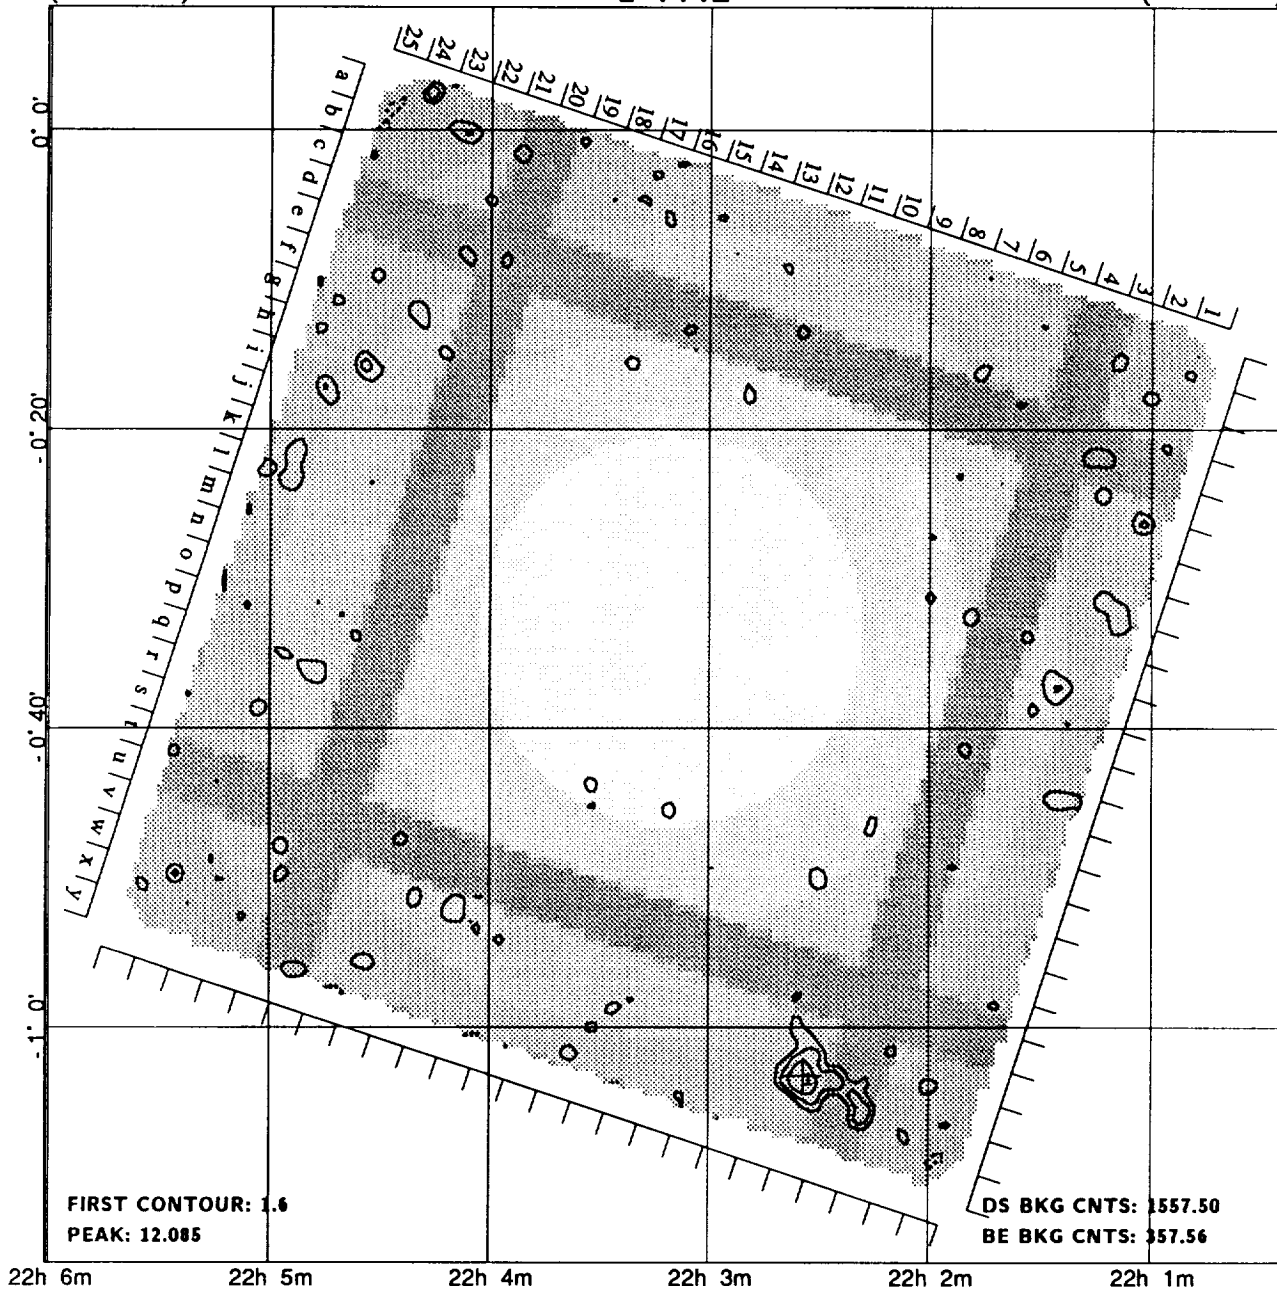 25 24 23 22 21 20 19 18 17 16 15 14 13 12 11 10 9 8 7 6 5 4 3 2 1
a b c d e f g h i j k l m n o p q r s t u v w x y
0° 0'
-0° 20'
-0° 40'
-1° 0'
FIRST CONTOUR: 1.6
PEAK: 12.085
DS BKG CNTS: 1557.50
BE BKG CNTS: 357.56
22h 6m 22h 5m 22h 4m 22h 3m 22h 2m 22h 1m